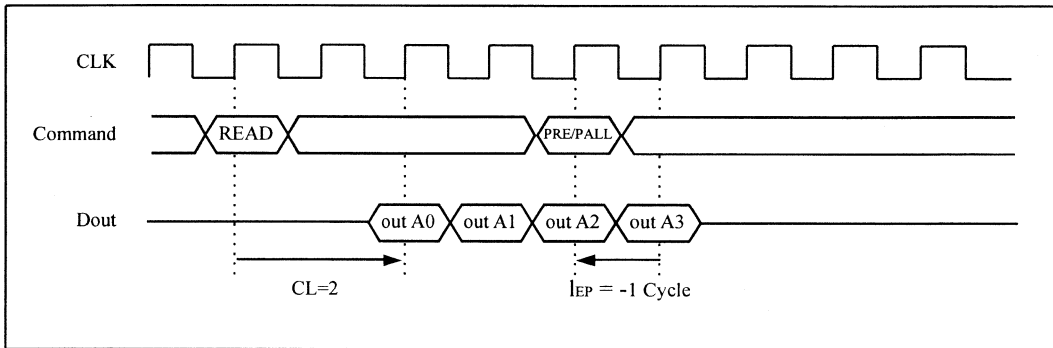 CLK
Command READ PRE/PALL
Dout out A0 out A1 out A2 out A3
CL=2 lEP = -1 Cycle